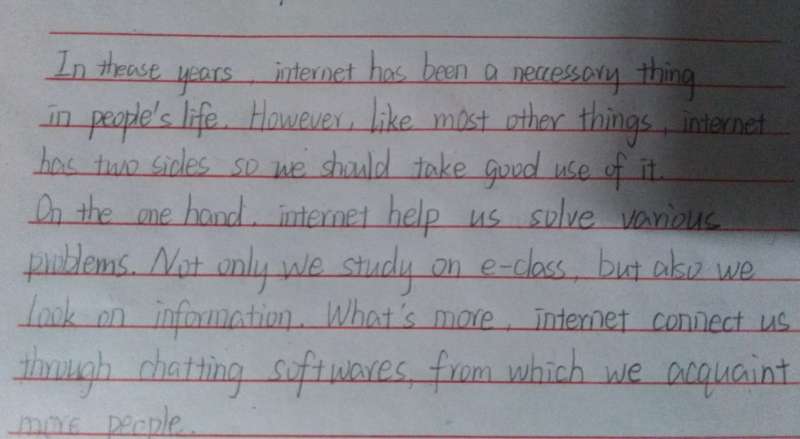 In thease years, internet has been a necessary thing
in people's life. However, like most other things, internet
has two sides so we should take good use of it.
On the one hand, internet help us solve various
problems. Not only we study on e-class, but also we
look on information. What's more, internet connect us
through chatting softwares, from which we acquaint
more people.